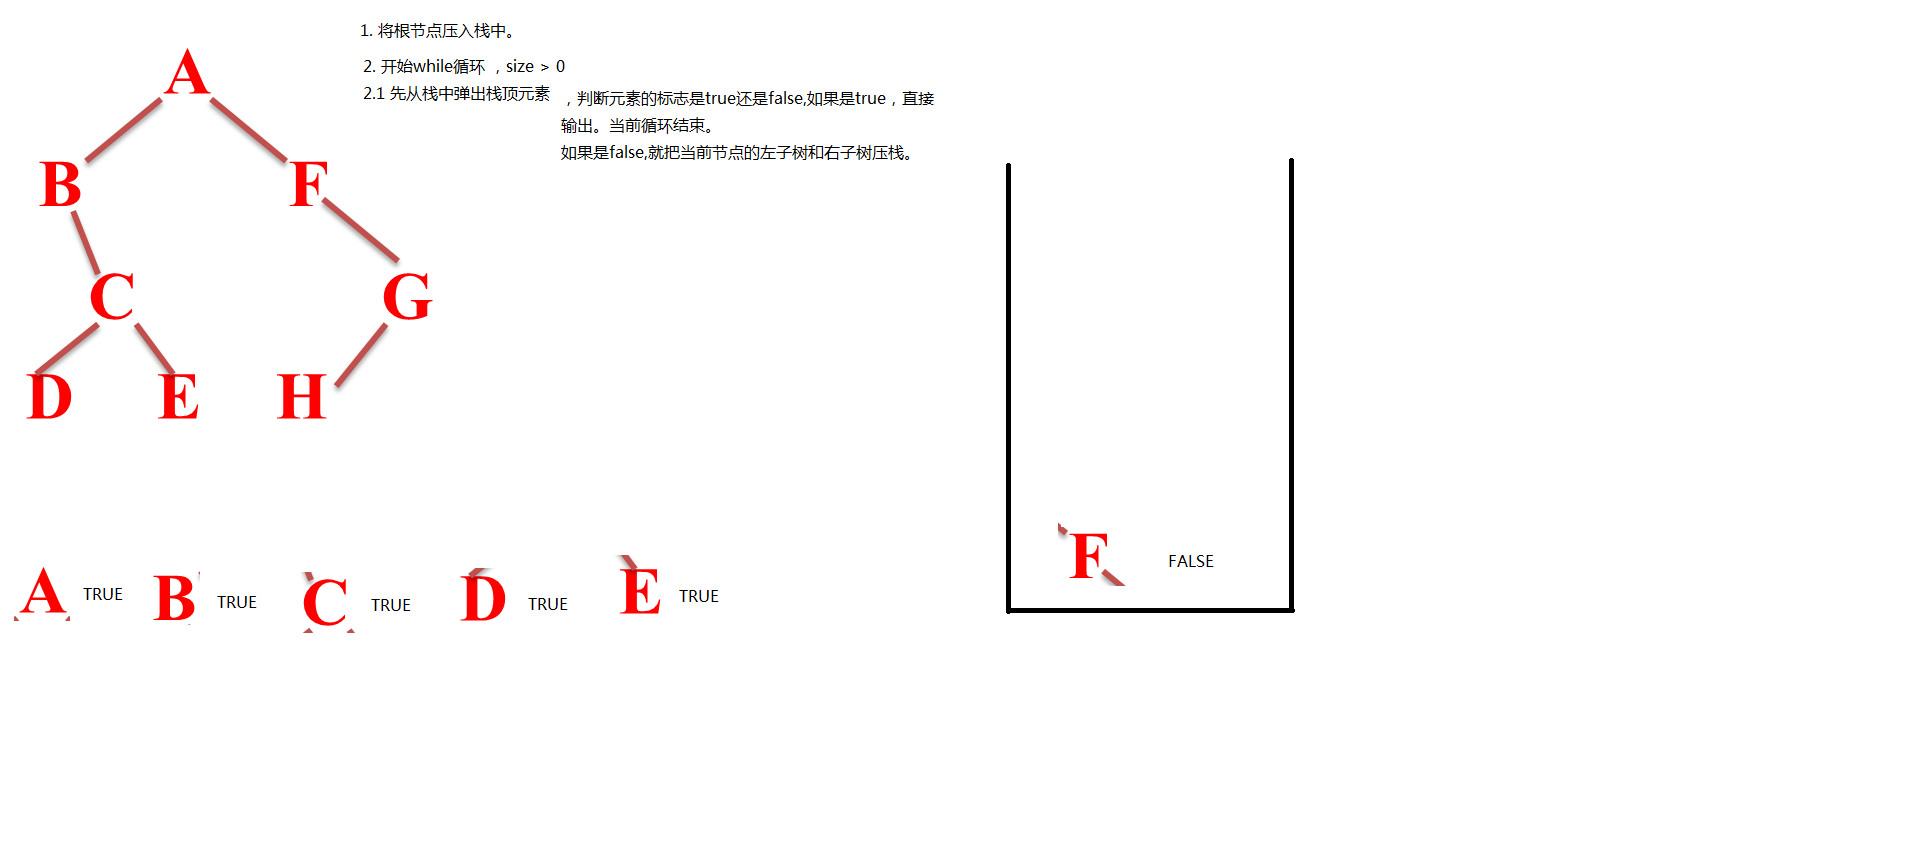 1. 将根节点压入栈中。
2. 开始while循环 ，size > 0
2.1 先从栈中弹出栈顶元素
，判断元素的标志是true还是false,如果是true，直接
输出。当前循环结束。
如果是false,就把当前节点的左子树和右子树压栈。
A
B
F
C
G
D
E
H
F
FALSE
A
TRUE
B
TRUE
C
TRUE
D
TRUE
E
TRUE